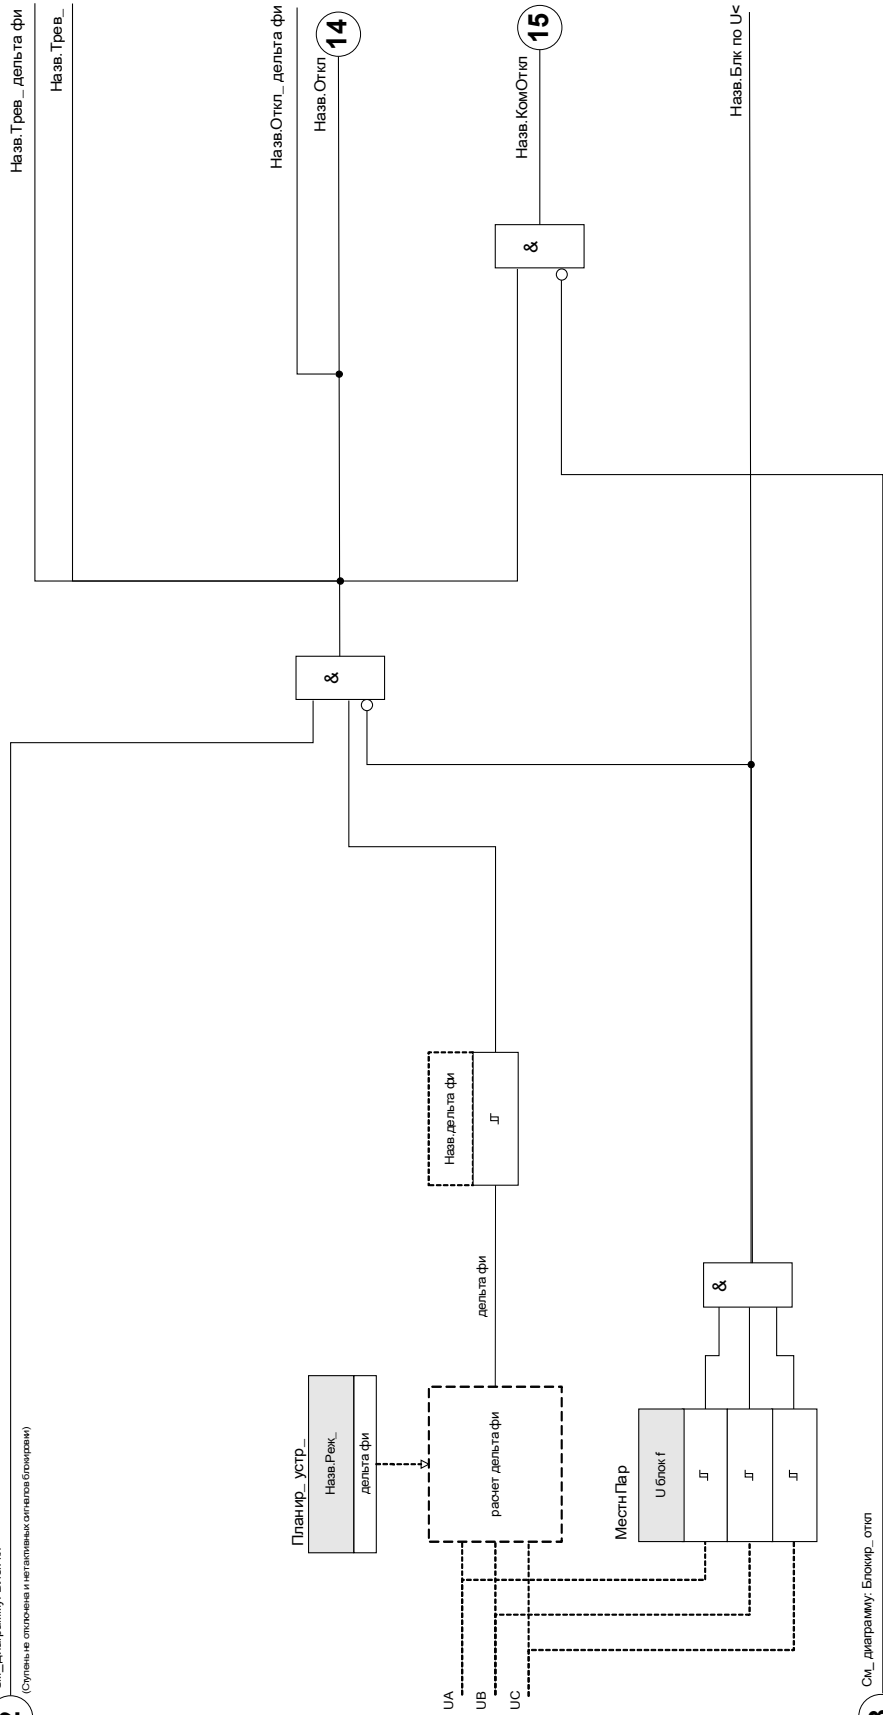 Назв.Трев_ дельта фи
Назв.Трев_
Назв.Откл_ дельта фи
Назв.Откл
14
Назв.КомОткл
15
Назв.Блк по U<
&
&
(Ступень не отключена и нет активных сигналов блокировки)
Планир_ устр_
Назв.Реж_
дельта фи
расчет дельта фи
дельта фи
Назв.дельта фи
UA
UB
UC
МестнПар
U блок f
&
См_ диаграмму: Блокир_ откл